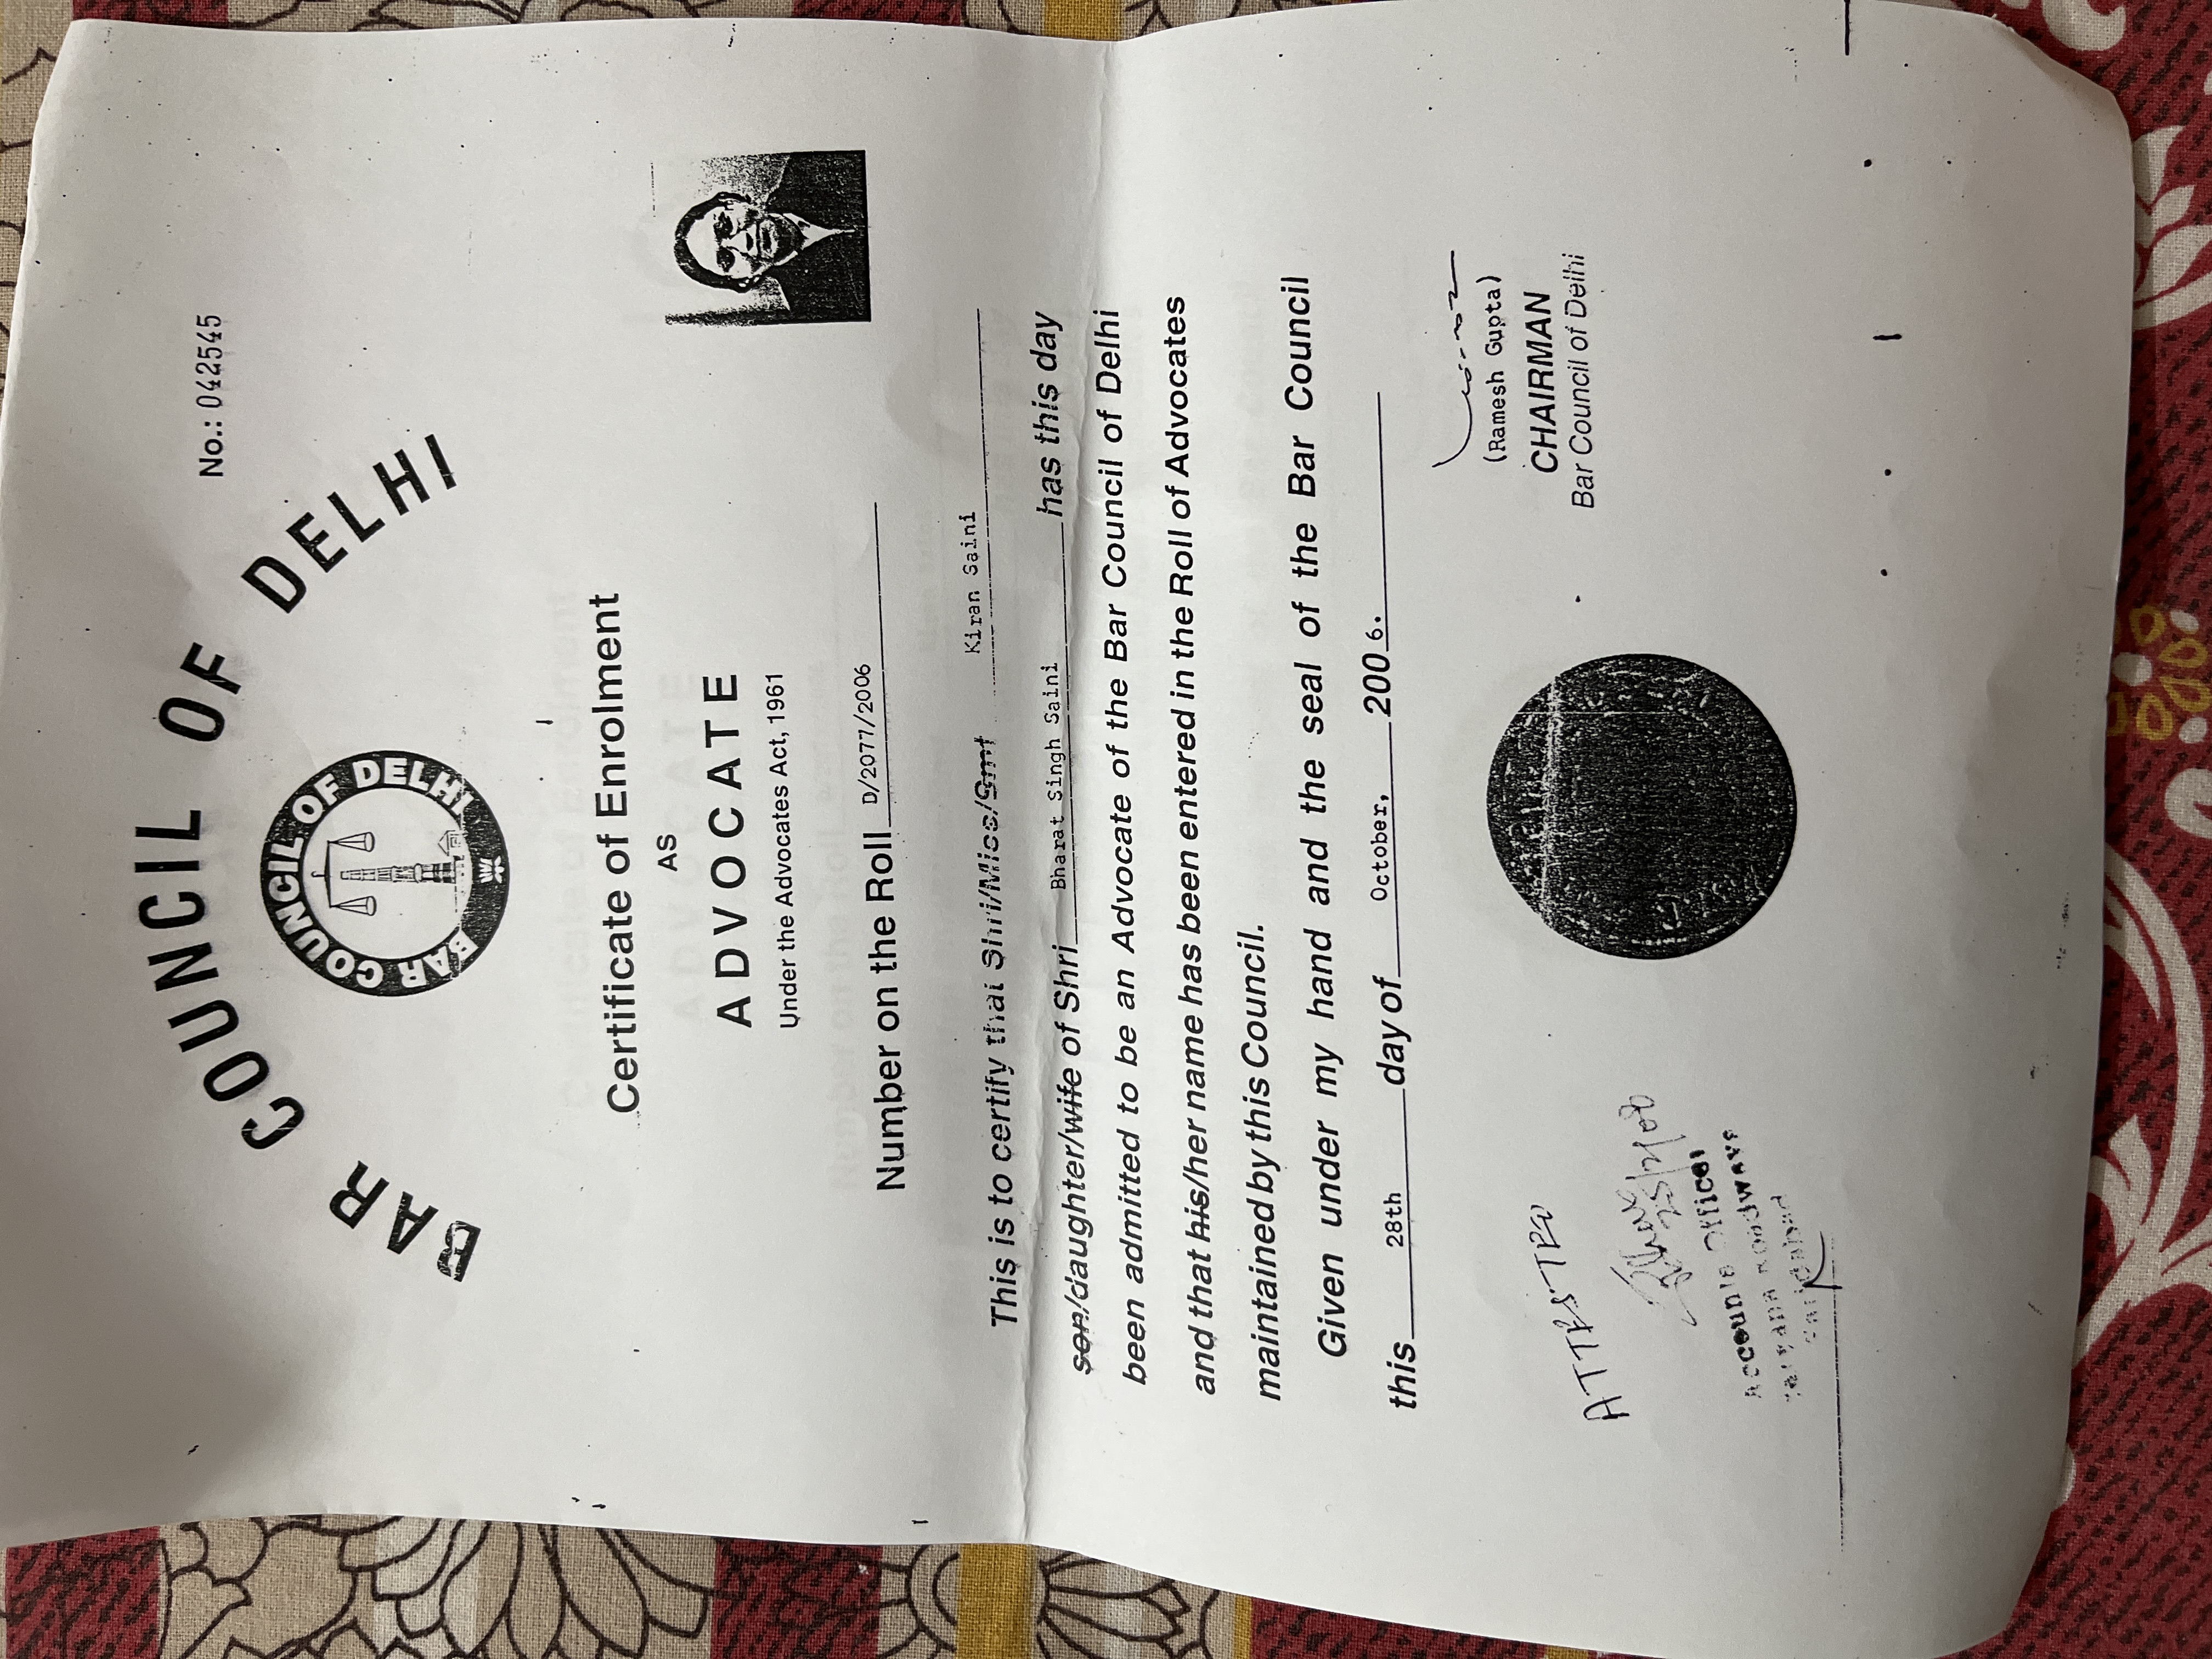 No.: 042545
BAR COUNCIL OF DELHI
BAR COUNCIL OF DELHI
Certificate of Enrolment
AS
ADVOCATE
Under the Advocates Act, 1961
Number on the Roll D/2077/2006
This is to certify that Shri/Miss/Smt Kiran Saini
son/daughter/wife of Shri Bharat Singh Saini has this day
been admitted to be an Advocate of the Bar Council of Delhi
and that his/her name has been entered in the Roll of Advocates
maintained by this Council.
Given under my hand and the seal of the Bar Council
this 28th day of October, 2006.
(Ramesh Gupta)
CHAIRMAN
Bar Council of Delhi
ATTESTED
Accounts Officer